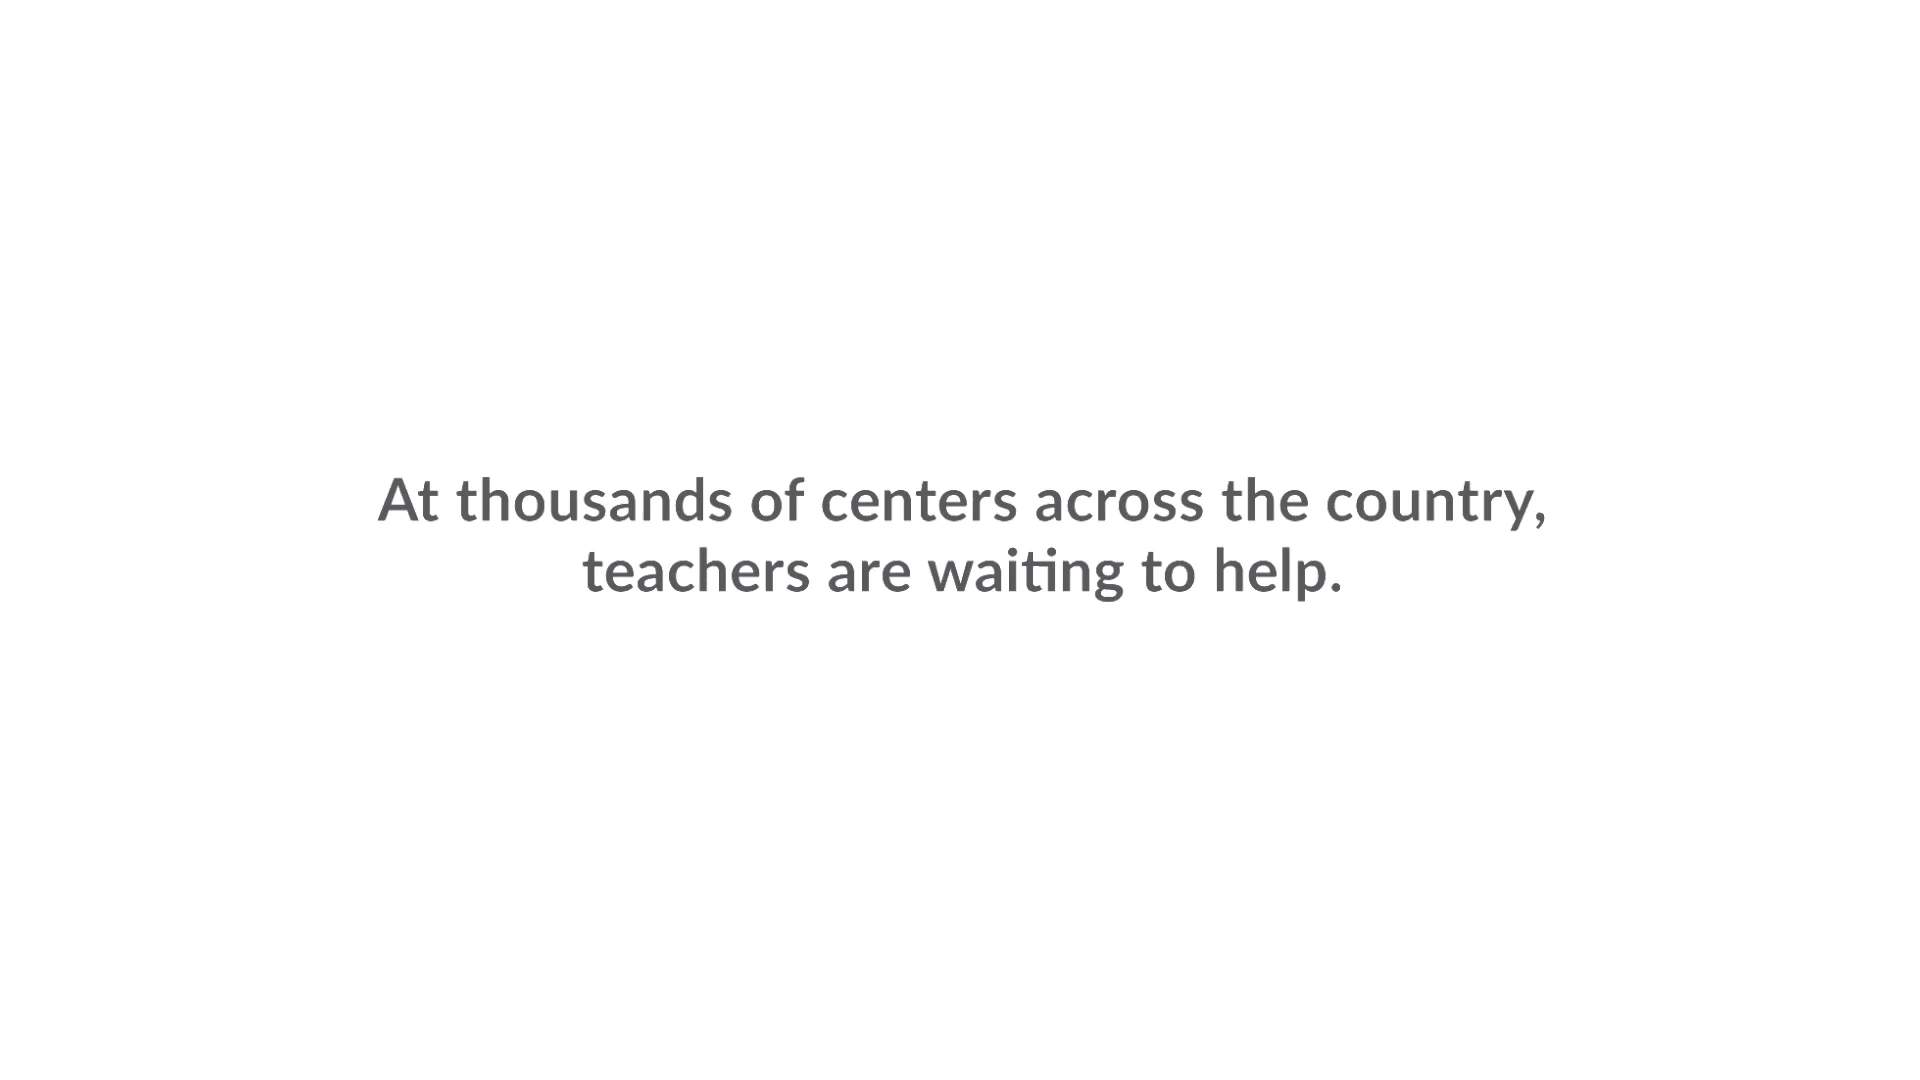 At thousands of centers across the country,
teachers are waiting to help.